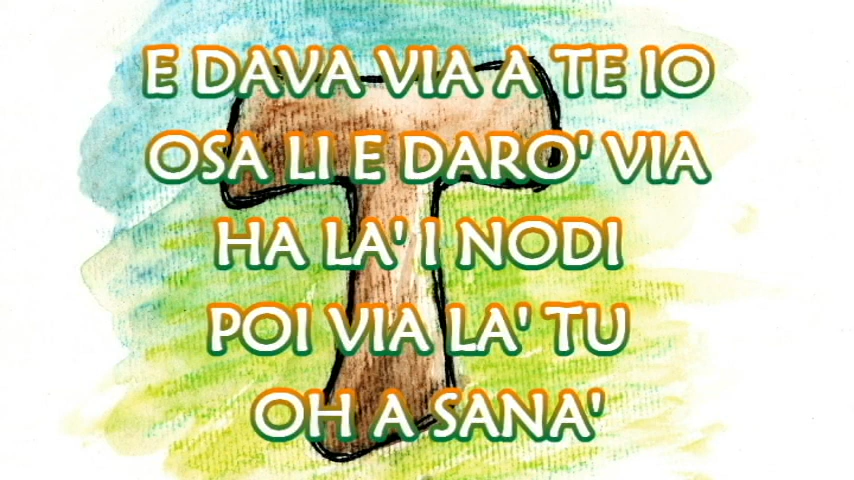 E DAVA VIA A TE IO
OSA LI E DARO' VIA
HA LA' I NODI
POI VIA LA' TU
OH A SANA'